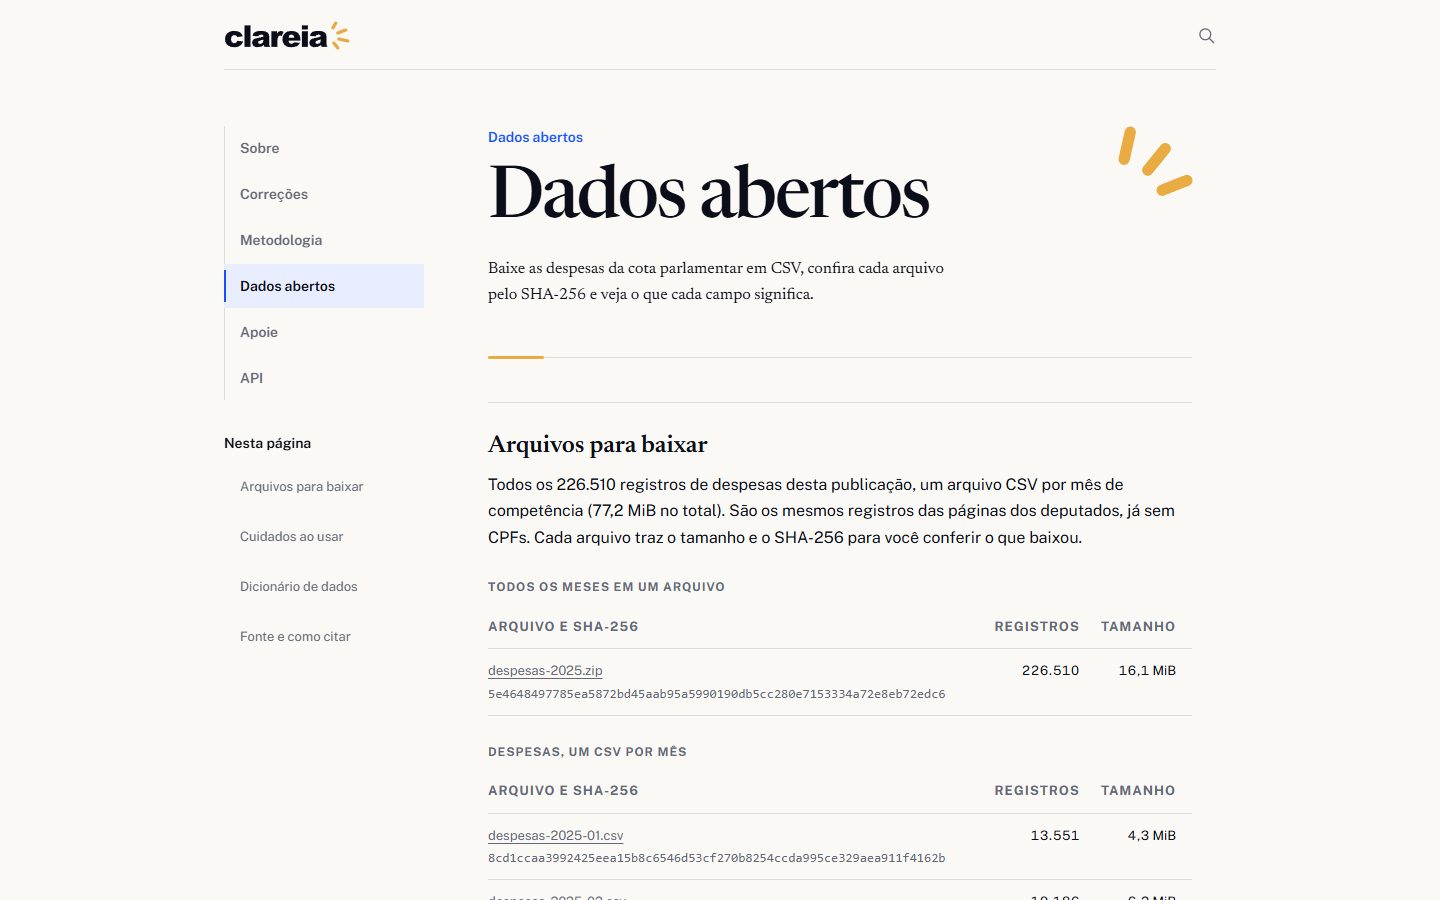 clareia
Sobre
Correções
Metodologia
Dados abertos
Apoie
API
Nesta página
Arquivos para baixar
Cuidados ao usar
Dicionário de dados
Fonte e como citar
Dados abertos
Dados abertos
Baixe as despesas da cota parlamentar em CSV, confira cada arquivo
pelo SHA-256 e veja o que cada campo significa.
Arquivos para baixar
Todos os 226.510 registros de despesas desta publicação, um arquivo CSV por mês de
competência (77,2 MiB no total). São os mesmos registros das páginas dos deputados, já sem
CPFs. Cada arquivo traz o tamanho e o SHA-256 para você conferir o que baixou.
TODOS OS MESES EM UM ARQUIVO
ARQUIVO E SHA-256 REGISTROS TAMANHO
despesas-2025.zip 226.510 16,1 MiB
5e4648497785ea5872bd45aab95a5990190db5cc280e7153334a72e8eb72edc6
DESPESAS, UM CSV POR MÊS
ARQUIVO E SHA-256 REGISTROS TAMANHO
despesas-2025-01.csv 13.551 4,3 MiB
8cd1ccaa3992425eea15b8c6546d53cf270b8254ccda995ce329aea911f4162b